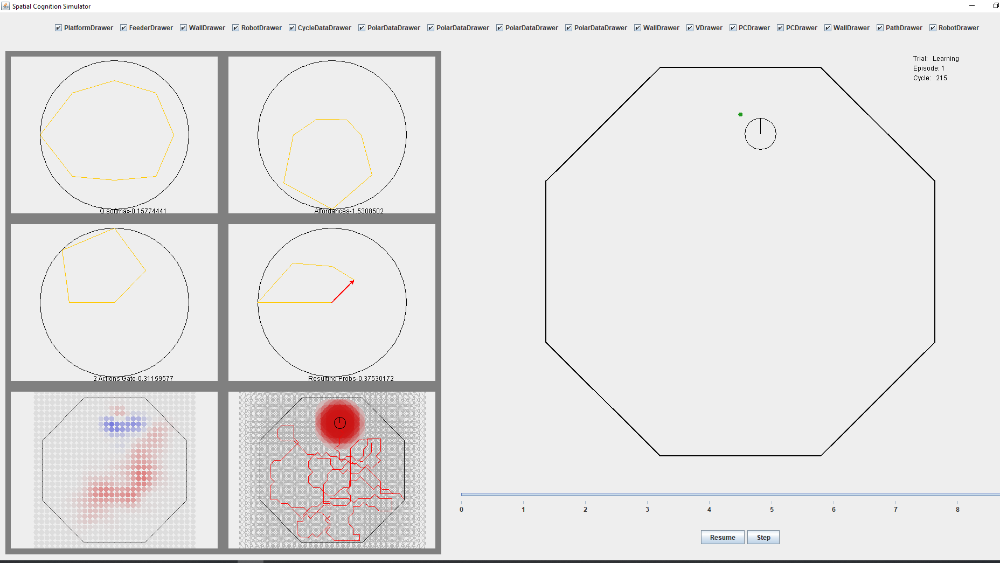 Spatial Cognition Simulator
PlatformDrawer FeederDrawer WallDrawer RobotDrawer CycleDataDrawer PolarDataDrawer PolarDataDrawer PolarDataDrawer PolarDataDrawer WallDrawer VDrawer PCDrawer PCDrawer WallDrawer PathDrawer RobotDrawer
Trial: Learning
Episode: 1
Cycle: 215
Q softmax-0.15774441
Affordances-1.5308502
2 Actions Gate-0.31159577
Resulting Probs-0.37530172
0 1 2 3 4 5 6 7 8
Resume Step